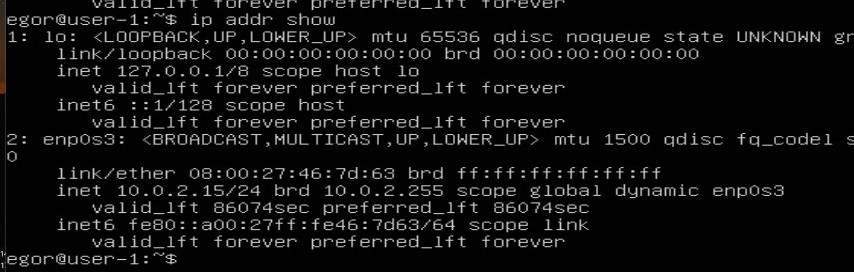 valid_lft forever preferred_lft forever
egor@user-1:~$ ip addr show
1: lo: <LOOPBACK,UP,LOWER_UP> mtu 65536 qdisc noqueue state UNKNOWN gr
link/loopback 00:00:00:00:00:00 brd 00:00:00:00:00:00
inet 127.0.0.1/8 scope host lo
valid_lft forever preferred_lft forever
inet6 ::1/128 scope host
valid_lft forever preferred_lft forever
2: enp0s3: <BROADCAST,MULTICAST,UP,LOWER_UP> mtu 1500 qdisc fq_codel s
0
link/ether 08:00:27:46:7d:63 brd ff:ff:ff:ff:ff:ff
inet 10.0.2.15/24 brd 10.0.2.255 scope global dynamic enp0s3
valid_lft 86074sec preferred_lft 86074sec
inet6 fe80::a00:27ff:fe46:7d63/64 scope link
valid_lft forever preferred_lft forever
egor@user-1:~$